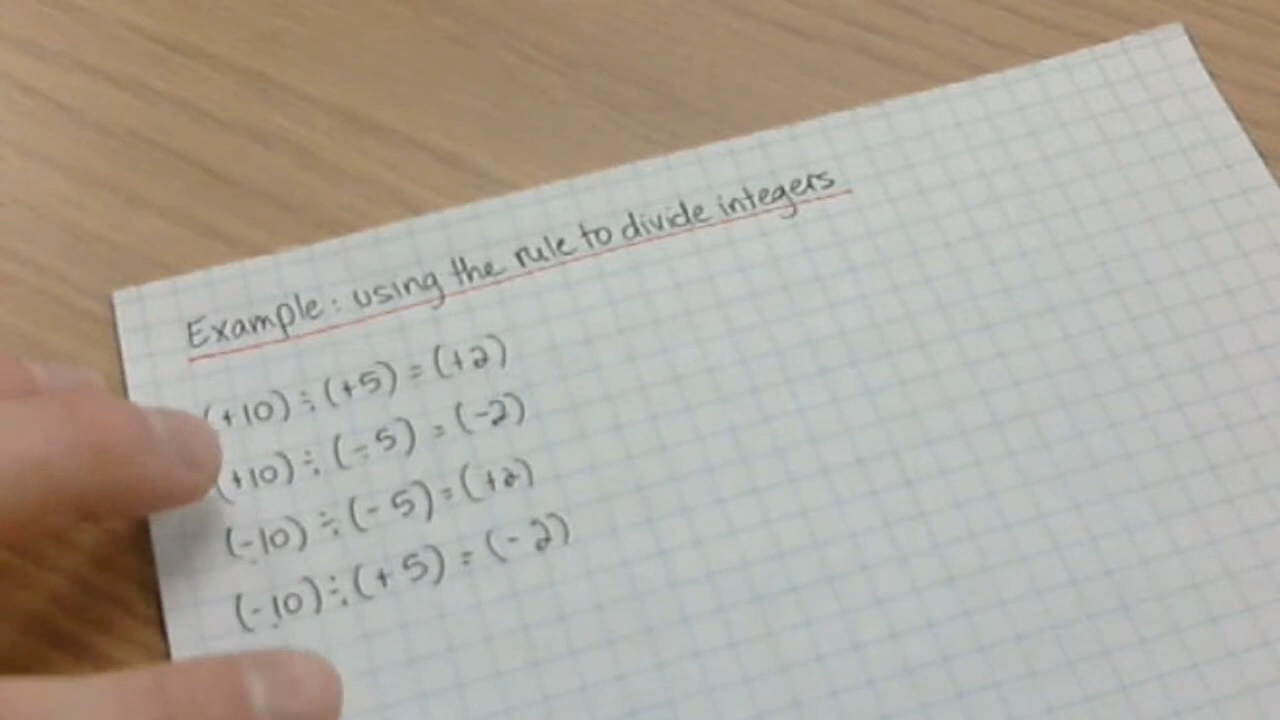 Example: using the rule to divide integers
(+10) ÷ (+5) = (+2)
(+10) ÷ (-5) = (-2)
(-10) ÷ (-5) = (+2)
(-10) ÷ (+5) = (-2)